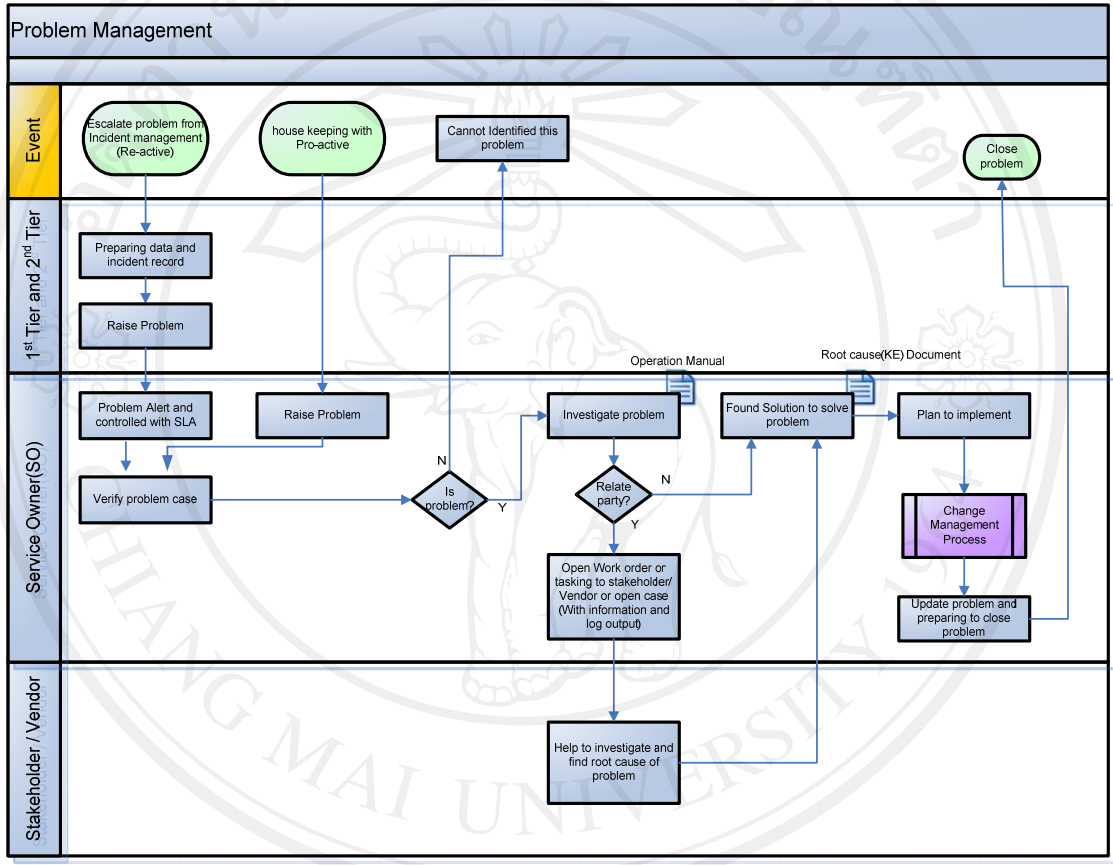 Problem Management
Event
Escalate problem from
Incident management
(Re-active)
house keeping with
Pro-active
Cannot Identified this
problem
Close
problem
1st Tier and 2nd Tier
Preparing data and
incident record
Raise Problem
Operation Manual
Root cause(KE) Document
Service Owner(SO)
Problem Alert and
controlled with SLA
Raise Problem
Verify problem case
N
Is
problem?
Y
Investigate problem
Relate
party?
N
Y
Open Work order or
tasking to stakeholder/
Vendor or open case
(With information and
log output)
Found Solution to solve
problem
Plan to implement
Change
Management
Process
Update problem and
preparing to close
problem
Stakeholder / Vendor
Help to investigate and
find root cause of
problem
CHIANG MAI UNIVERSITY 1964